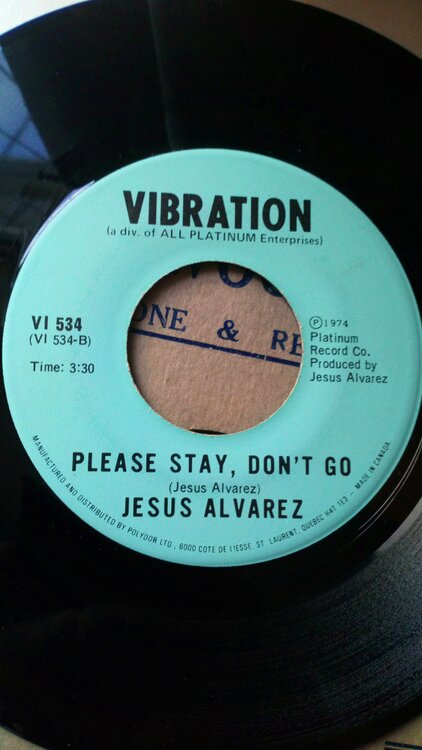 VIBRATION
(a div. of ALL PLATINUM Enterprises)
VI 534
(VI 534-B)
Time: 3:30
ONE & RE
Ⓟ1974
Platinum
Record Co.
Produced by
Jesus Alvarez
PLEASE STAY, DON'T GO
(Jesus Alvarez)
JESUS ALVAREZ
MANUFACTURED AND DISTRIBUTED BY POLYDOR LTD., 6000 COTE DE LIESSE, ST. LAURENT, QUEBEC H4T 1E3 - MADE IN CANADA